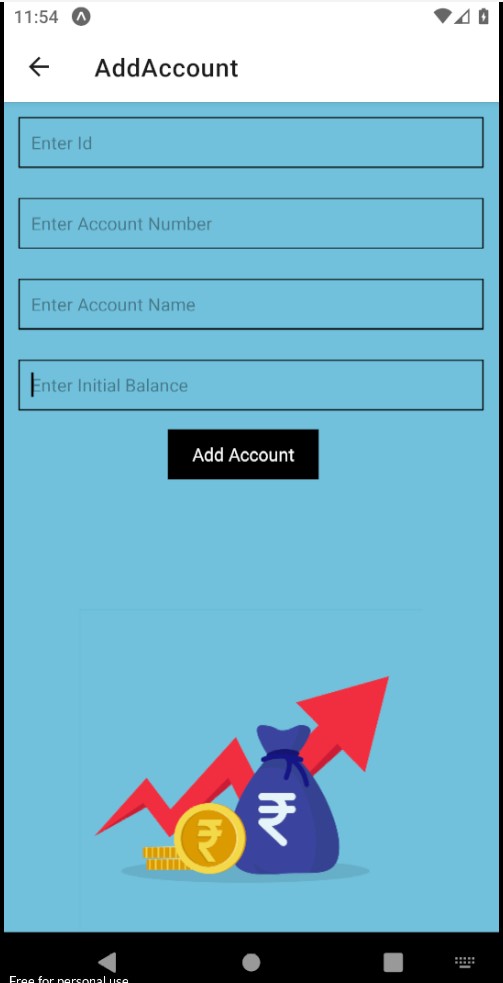 11:54
AddAccount
Enter Id
Enter Account Number
Enter Account Name
Enter Initial Balance
Add Account
₹
₹
Free for personal use